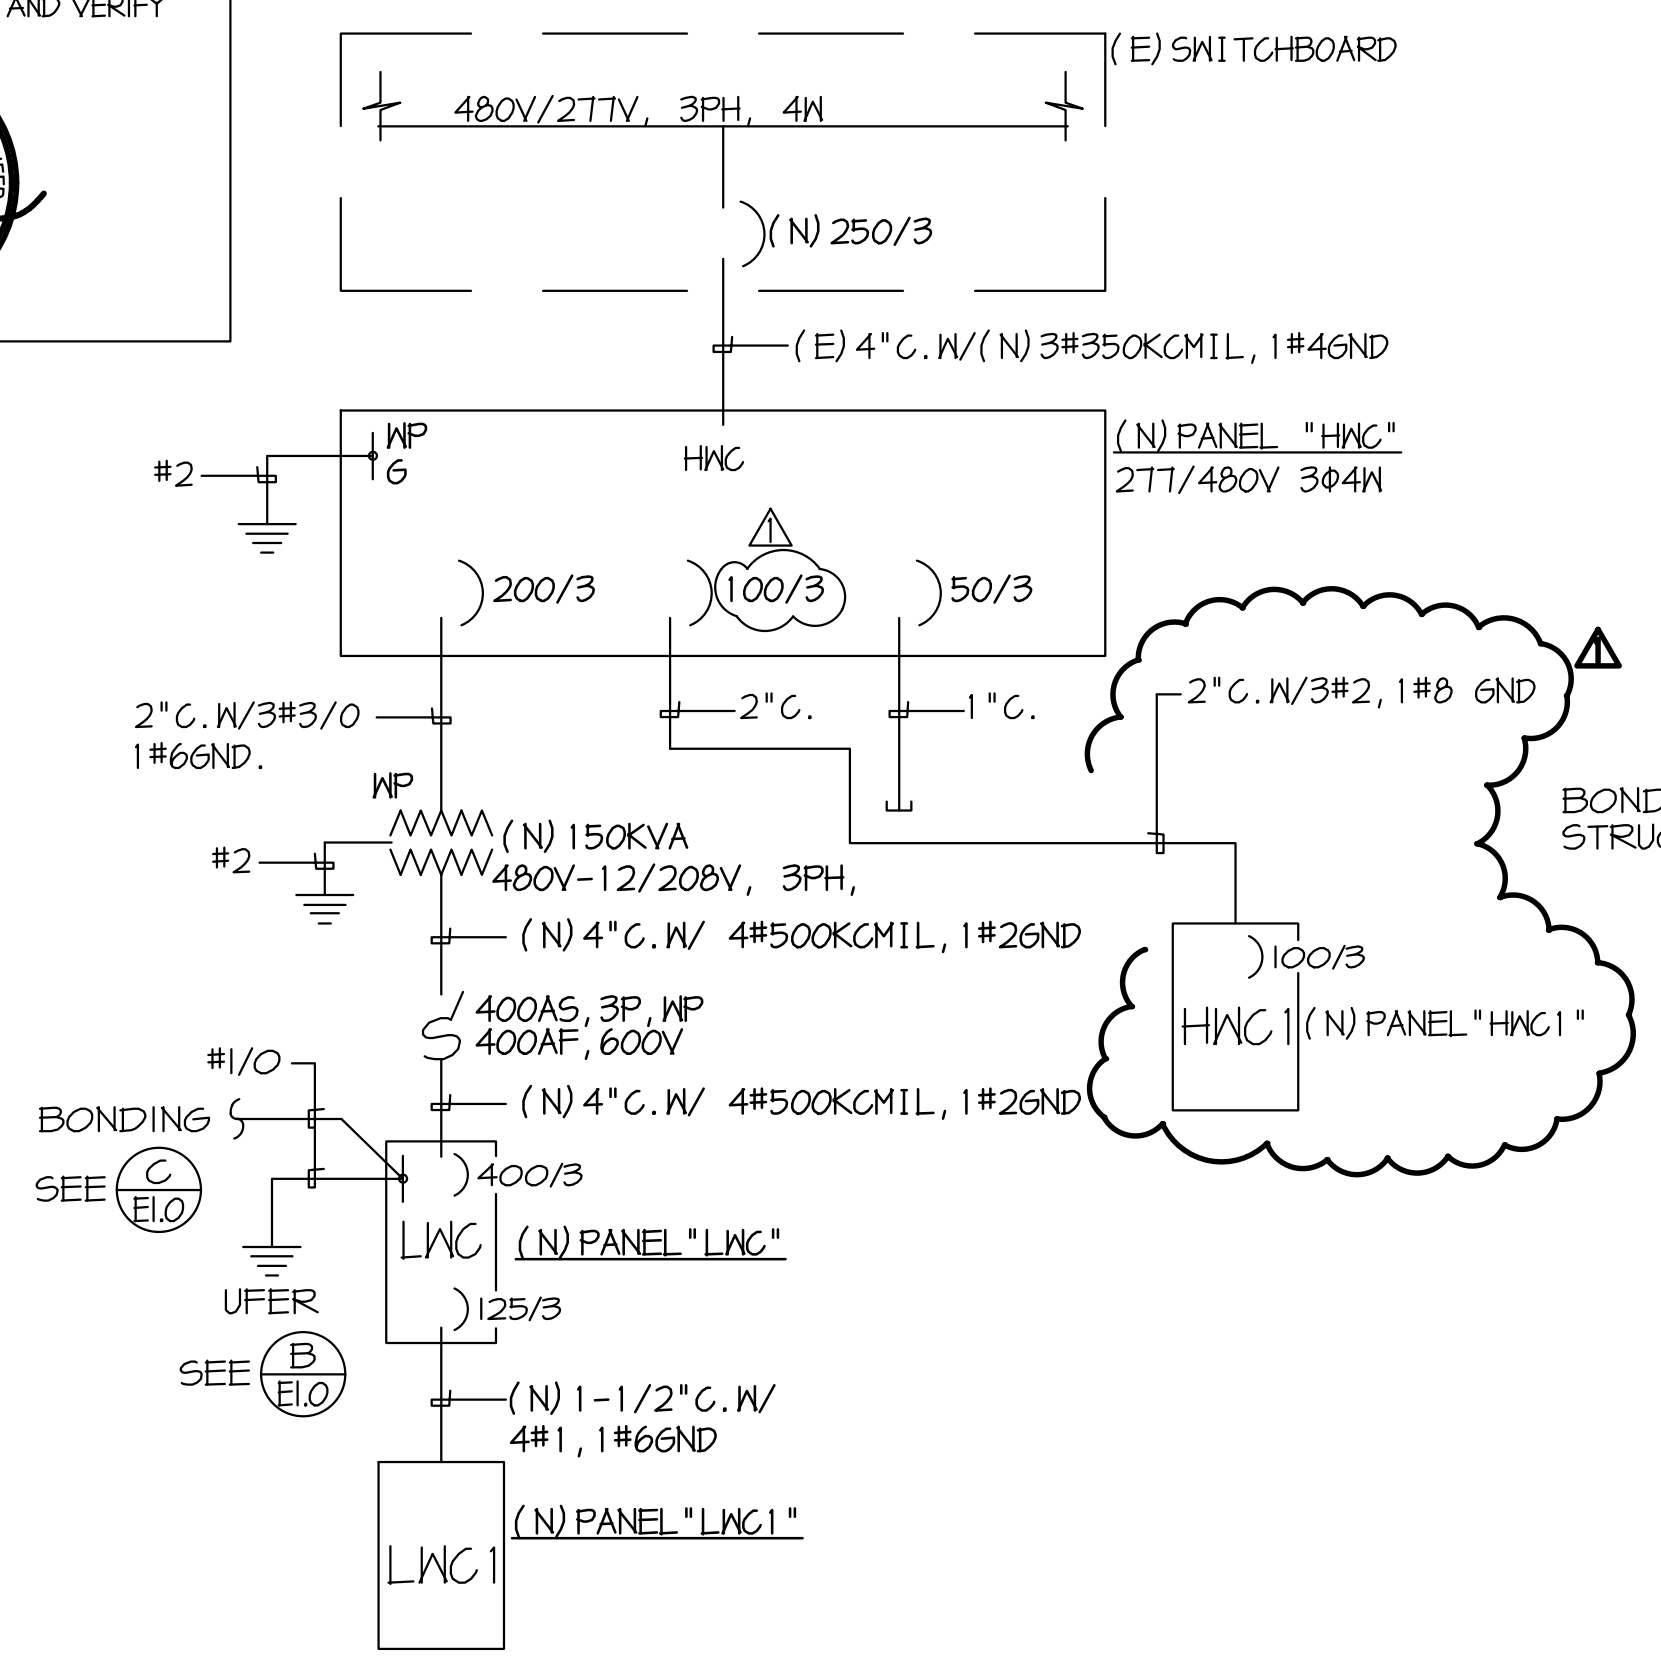 AND VERIFY
(E) SWITCHBOARD
480V/277V, 3PH, 4W
(N) 250/3
(E) 4"C.W/(N) 3#350KCMIL, 1#4GND
WP
G
HWC
(N) PANEL "HWC"
277/480V 3Φ4W
#2
1
200/3
100/3
50/3
1
2"C.W/3#2, 1#8 GND
2"C.W/3#3/0
1#6GND.
2"C.
1"C.
WP
(N) 150KVA
480V-12/208V, 3PH,
#2
BOND
STRUC
(N) 4"C.W/ 4#500KCMIL, 1#2GND
100/3
HWC1
(N) PANEL "HWC1"
400AS, 3P, WP
400AF, 600V
#1/0
(N) 4"C.W/ 4#500KCMIL, 1#2GND
BONDING
SEE
C
E1.0
400/3
LWC
(N) PANEL "LWC"
125/3
UFER
SEE
B
E1.0
(N) 1-1/2"C.W/
4#1, 1#6GND
(N) PANEL "LWC1"
LWC1